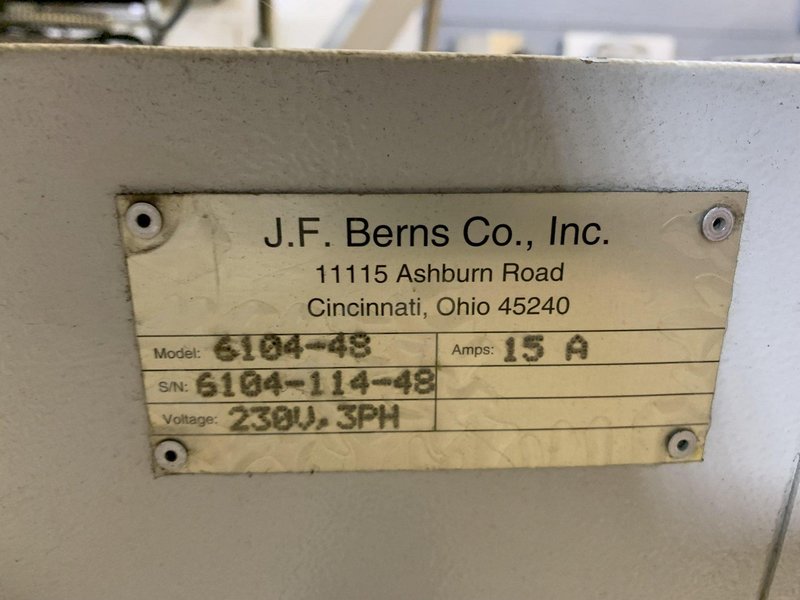 J.F. Berns Co., Inc.
11115 Ashburn Road
Cincinnati, Ohio 45240
Model: 6104-48 Amps: 15 A
S/N: 6104-114-48
Voltage: 230V,3PH